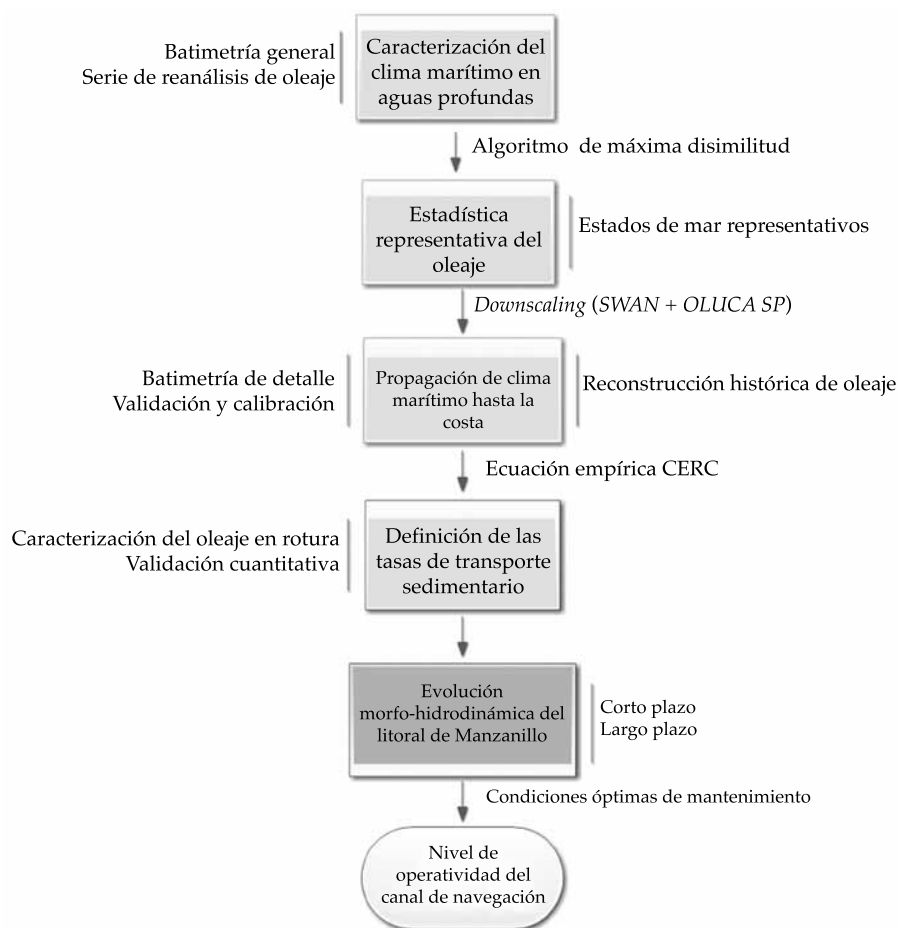 Batimetría general
Serie de reanálisis de oleaje
Caracterización del
clima marítimo en
aguas profundas
Algoritmo de máxima disimilitud
Estadística
representativa del
oleaje
Estados de mar representativos
Downscaling (SWAN + OLUCA SP)
Batimetría de detalle
Validación y calibración
Propagación de clima
marítimo hasta la
costa
Reconstrucción histórica de oleaje
Ecuación empírica CERC
Caracterización del oleaje en rotura
Validación cuantitativa
Definición de las
tasas de transporte
sedimentario
Evolución
morfo-hidrodinámica del
litoral de Manzanillo
Corto plazo
Largo plazo
Condiciones óptimas de mantenimiento
Nivel de
operatividad del
canal de navegación